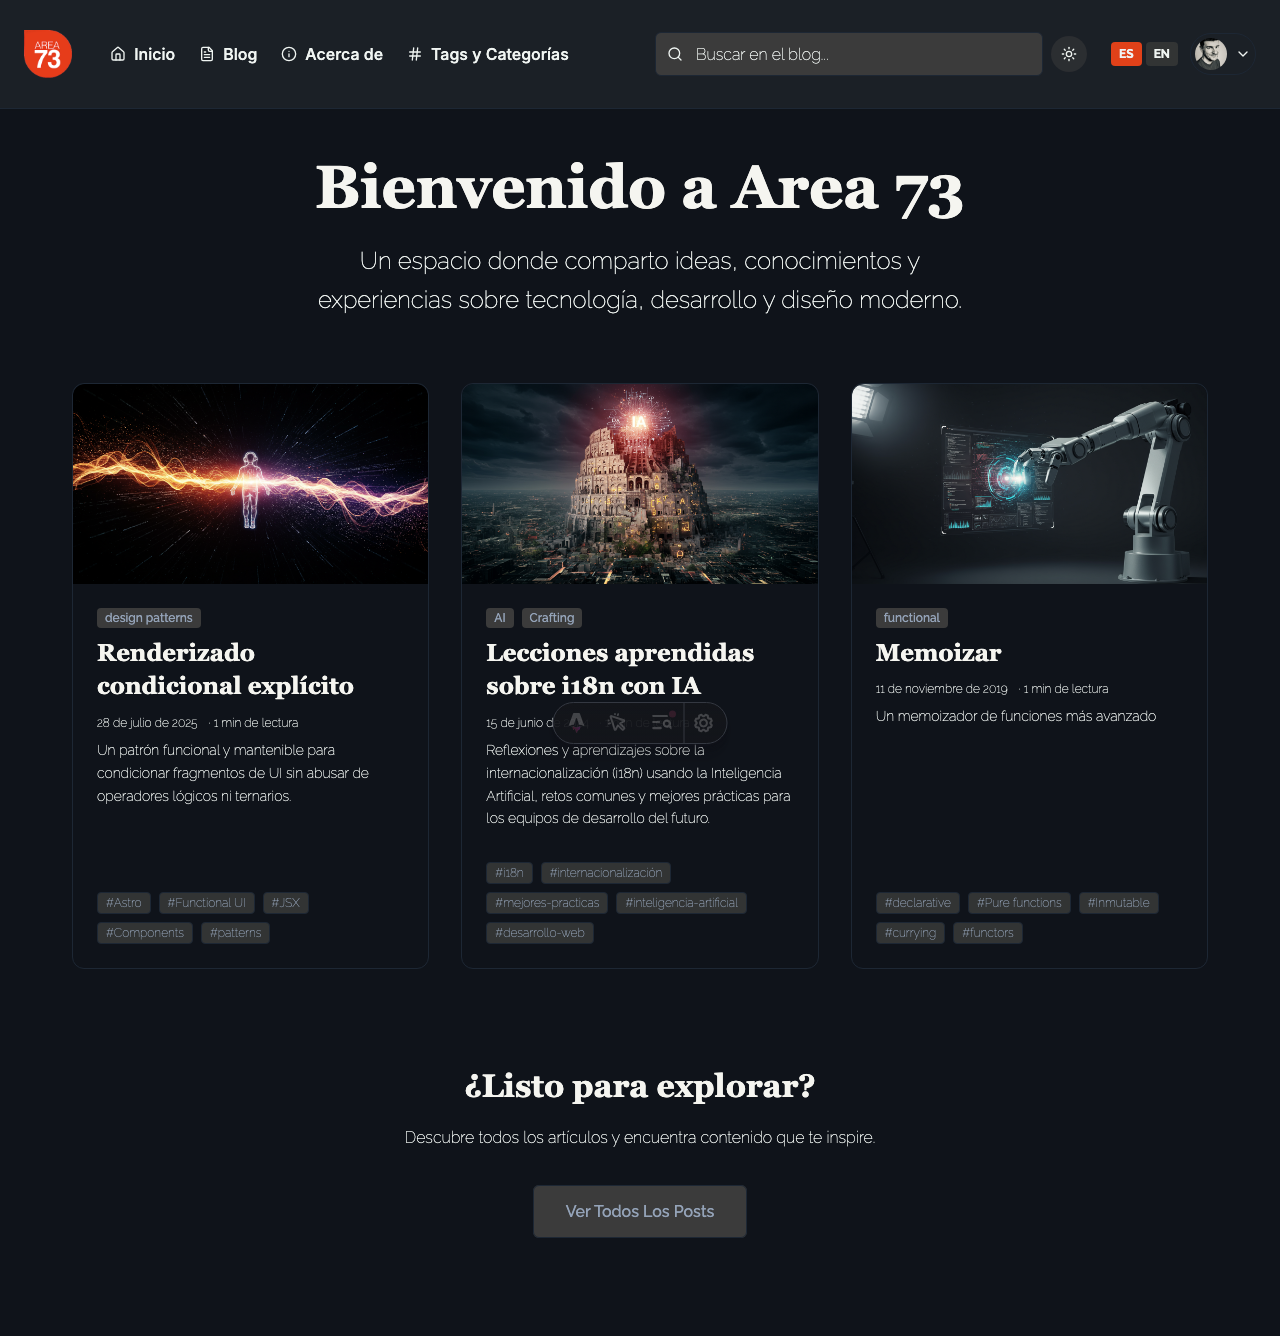 AREA
73
Inicio
Blog
Acerca de
Tags y Categorías
Buscar en el blog...
ES
EN
Bienvenido a Area 73
Un espacio donde comparto ideas, conocimientos y
experiencias sobre tecnología, desarrollo y diseño moderno.
design patterns
Renderizado
condicional explícito
28 de julio de 2025 · 1 min de lectura
Un patrón funcional y mantenible para
condicionar fragmentos de UI sin abusar de
operadores lógicos ni ternarios.
#Astro #Functional UI #JSX
#Components #patterns
IA
AI Crafting
Lecciones aprendidas
sobre i18n con IA
15 de junio d
Reflexiones y aprendizajes sobre la
internacionalización (i18n) usando la Inteligencia
Artificial, retos comunes y mejores prácticas para
los equipos de desarrollo del futuro.
#i18n #internacionalización
#mejores-practicas #inteligencia-artificial
#desarrollo-web
functional
Memoizar
11 de noviembre de 2019 · 1 min de lectura
Un memoizador de funciones más avanzado
#declarative #Pure functions #Inmutable
#currying #functors
¿Listo para explorar?
Descubre todos los artículos y encuentra contenido que te inspire.
Ver Todos Los Posts